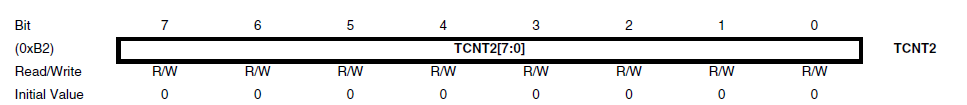 Bit 7 6 5 4 3 2 1 0
(0xB2) TCNT2[7:0] TCNT2
Read/Write R/W R/W R/W R/W R/W R/W R/W R/W
Initial Value 0 0 0 0 0 0 0 0